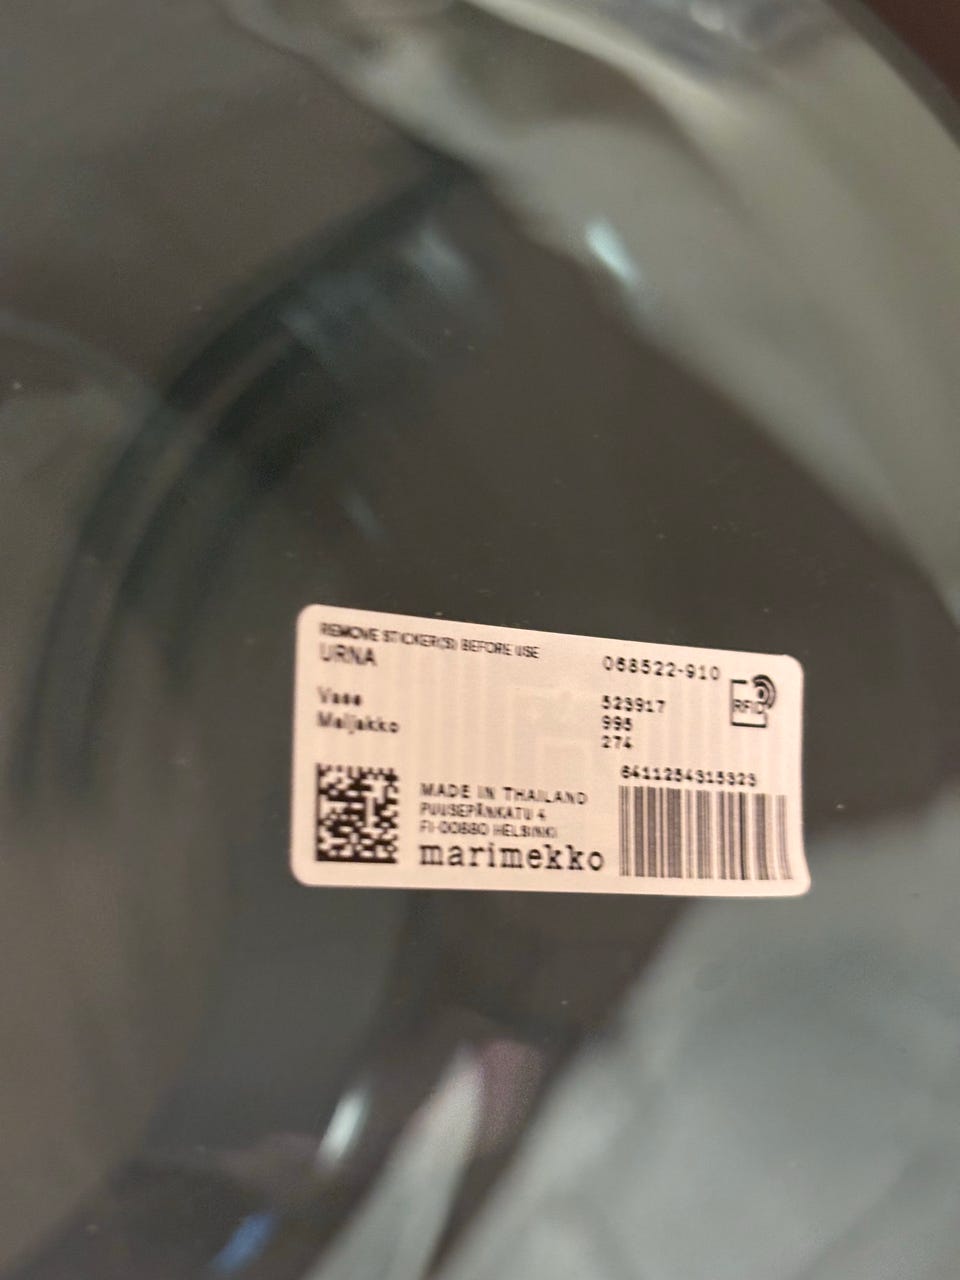 REMOVE STICKER(S) BEFORE USE
URNA
068522-910
Vase
Maljakko
523917
995
274
RFID
6411254315323
MADE IN THAILAND
PUUSEPÄNKATU 4
FI-00880 HELSINKI
marimekko